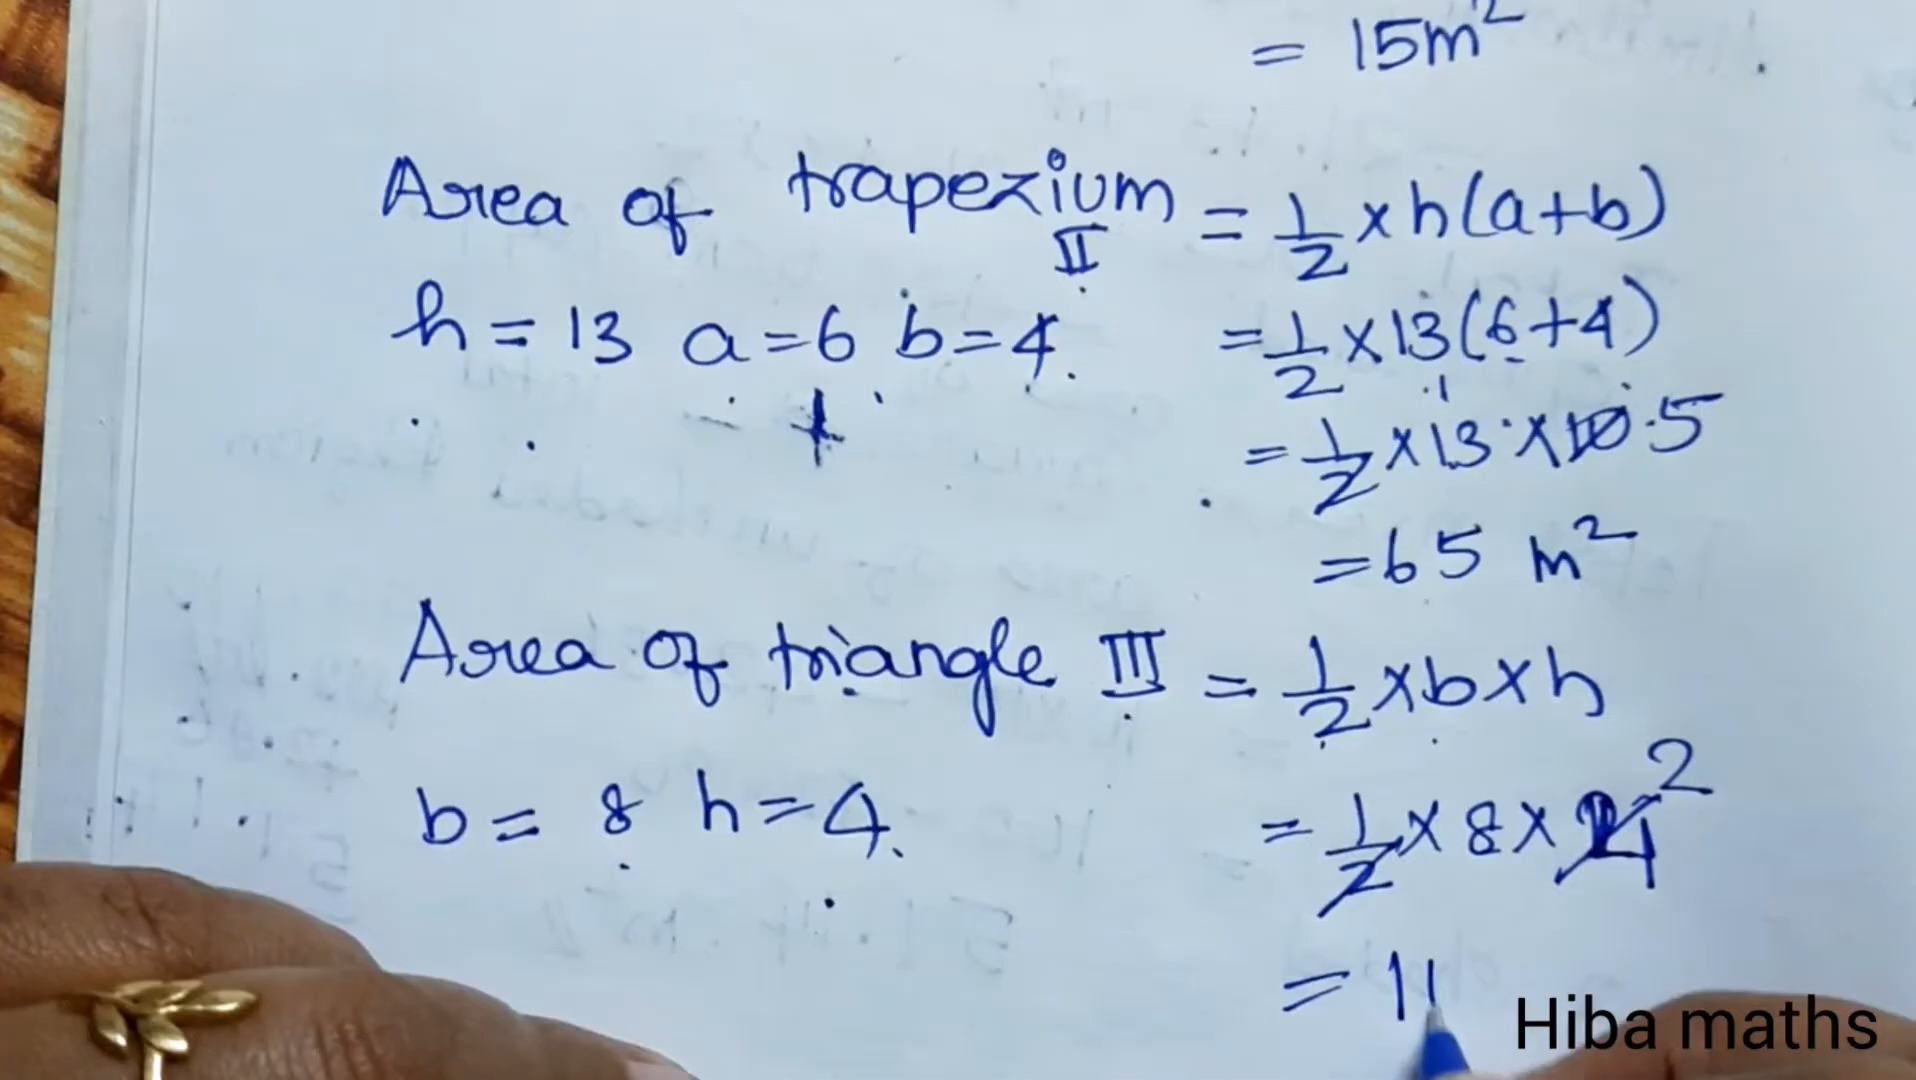 = 15m²
Area of trapezium II = 1/2 × h(a+b)
h = 13 a = 6 b = 4
= 1/2 × 13(6+4)
= 1/2 × 13 × 10 5
= 65 m²
Area of triangle III = 1/2 × b × h
b = 8 h = 4
= 1/2 × 8 × 4 2
= 1
Hiba maths